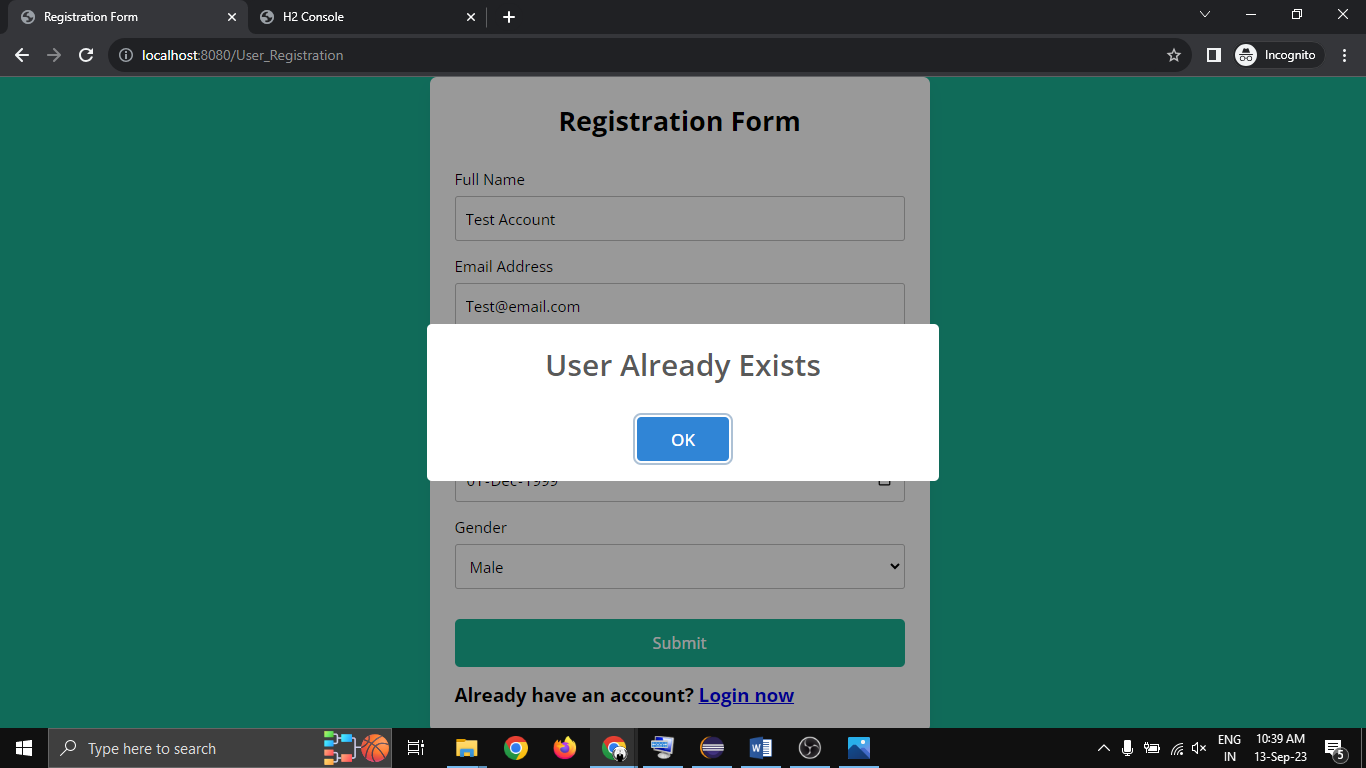 Registration Form
H2 Console
localhost:8080/User_Registration
Incognito
Registration Form
Full Name
Test Account
Email Address
Test@email.com
User Already Exists
OK
01-Dec-1999
Gender
Male
Submit
Already have an account? Login now
Type here to search
ENG
IN
10:39 AM
13-Sep-23
5